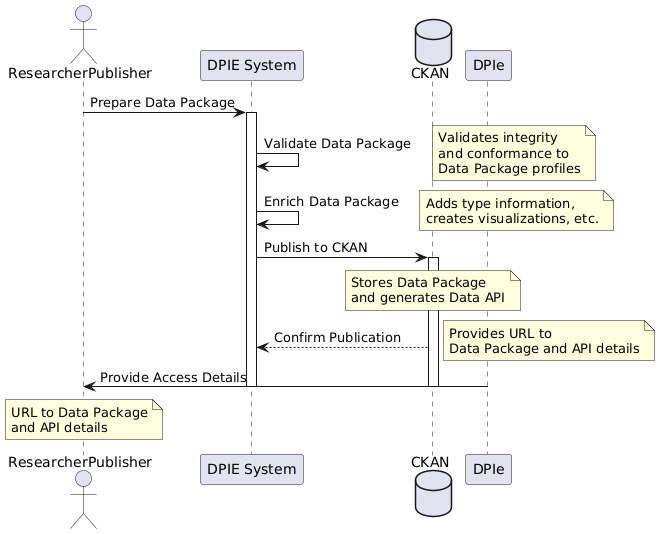 ResearcherPublisher
DPIE System
CKAN
DPIe
Prepare Data Package
Validate Data Package
Validates integrity
and conformance to
Data Package profiles
Enrich Data Package
Adds type information,
creates visualizations, etc.
Publish to CKAN
Stores Data Package
and generates Data API
Confirm Publication
Provides URL to
Data Package and API details
Provide Access Details
URL to Data Package
and API details
ResearcherPublisher
DPIE System
CKAN
DPIe